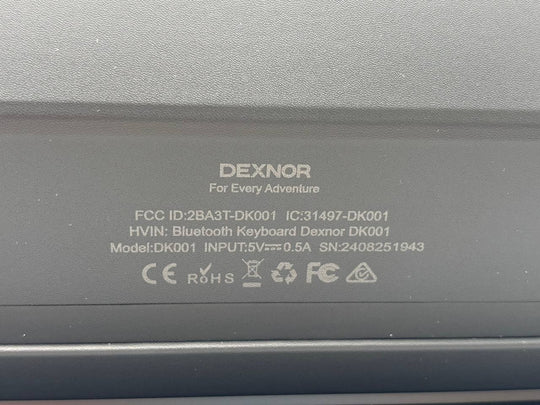 DEXNOR
For Every Adventure
FCC ID:2BA3T-DK001 IC:31497-DK001
HVIN: Bluetooth Keyboard Dexnor DK001
Model:DK001 INPUT:5V⎓0.5A SN:2408251943
CE RoHS FC